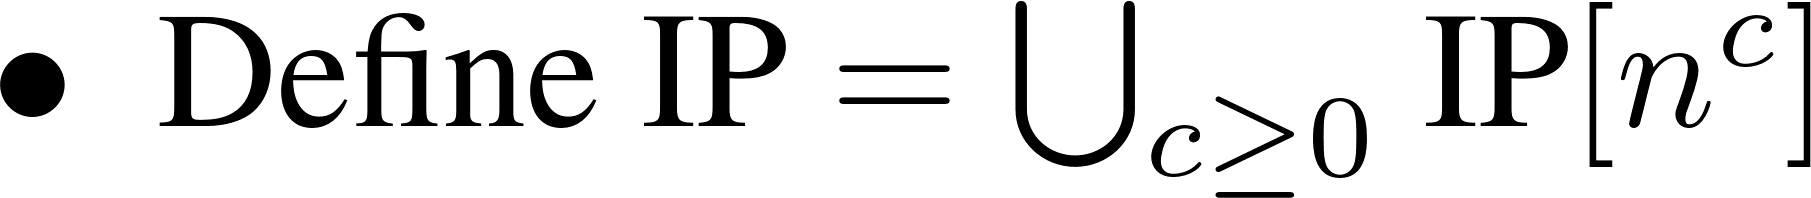 • Define IP = ⋃_{c≥0} IP[n^c]